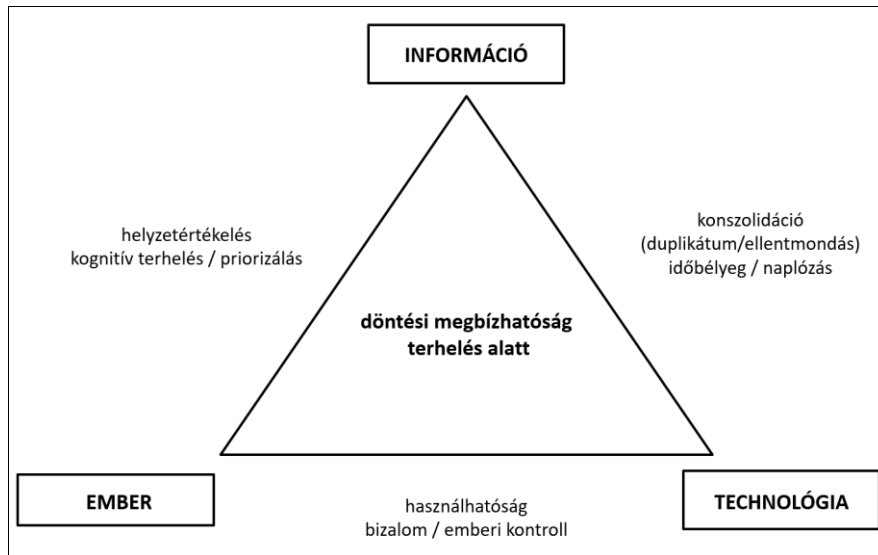 INFORMÁCIÓ
helyzetértékelés
kognitív terhelés / priorizálás
konszolidáció
(duplikátum/ellentmondás)
időbélyeg / naplózás
döntési megbízhatóság
terhelés alatt
EMBER
használhatóság
bizalom / emberi kontroll
TECHNOLÓGIA